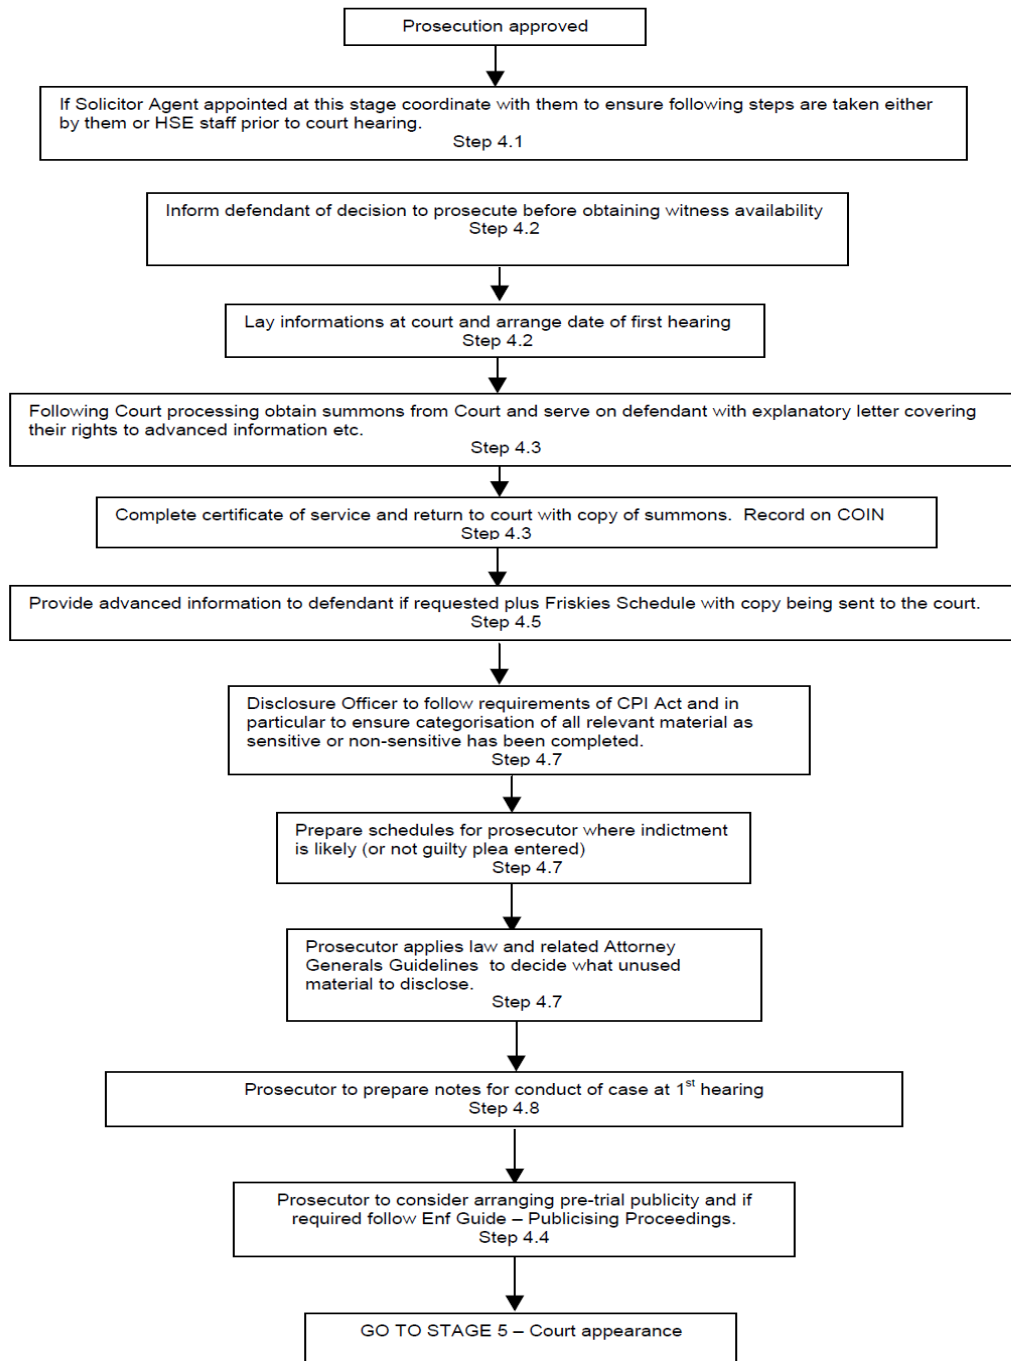 Prosecution approved
If Solicitor Agent appointed at this stage coordinate with them to ensure following steps are taken either
by them or HSE staff prior to court hearing.
Step 4.1
Inform defendant of decision to prosecute before obtaining witness availability
Step 4.2
Lay informations at court and arrange date of first hearing
Step 4.2
Following Court processing obtain summons from Court and serve on defendant with explanatory letter covering
their rights to advanced information etc.
Step 4.3
Complete certificate of service and return to court with copy of summons.  Record on COIN
Step 4.3
Provide advanced information to defendant if requested plus Friskies Schedule with copy being sent to the court.
Step 4.5
Disclosure Officer to follow requirements of CPI Act and in
particular to ensure categorisation of all relevant material as
sensitive or non-sensitive has been completed.
Step 4.7
Prepare schedules for prosecutor where indictment
is likely (or not guilty plea entered)
Step 4.7
Prosecutor applies law and related Attorney
Generals Guidelines  to decide what unused
material to disclose.
Step 4.7
Prosecutor to prepare notes for conduct of case at 1st hearing
Step 4.8
Prosecutor to consider arranging pre-trial publicity and if
required follow Enf Guide – Publicising Proceedings.
Step 4.4
GO TO STAGE 5 – Court appearance